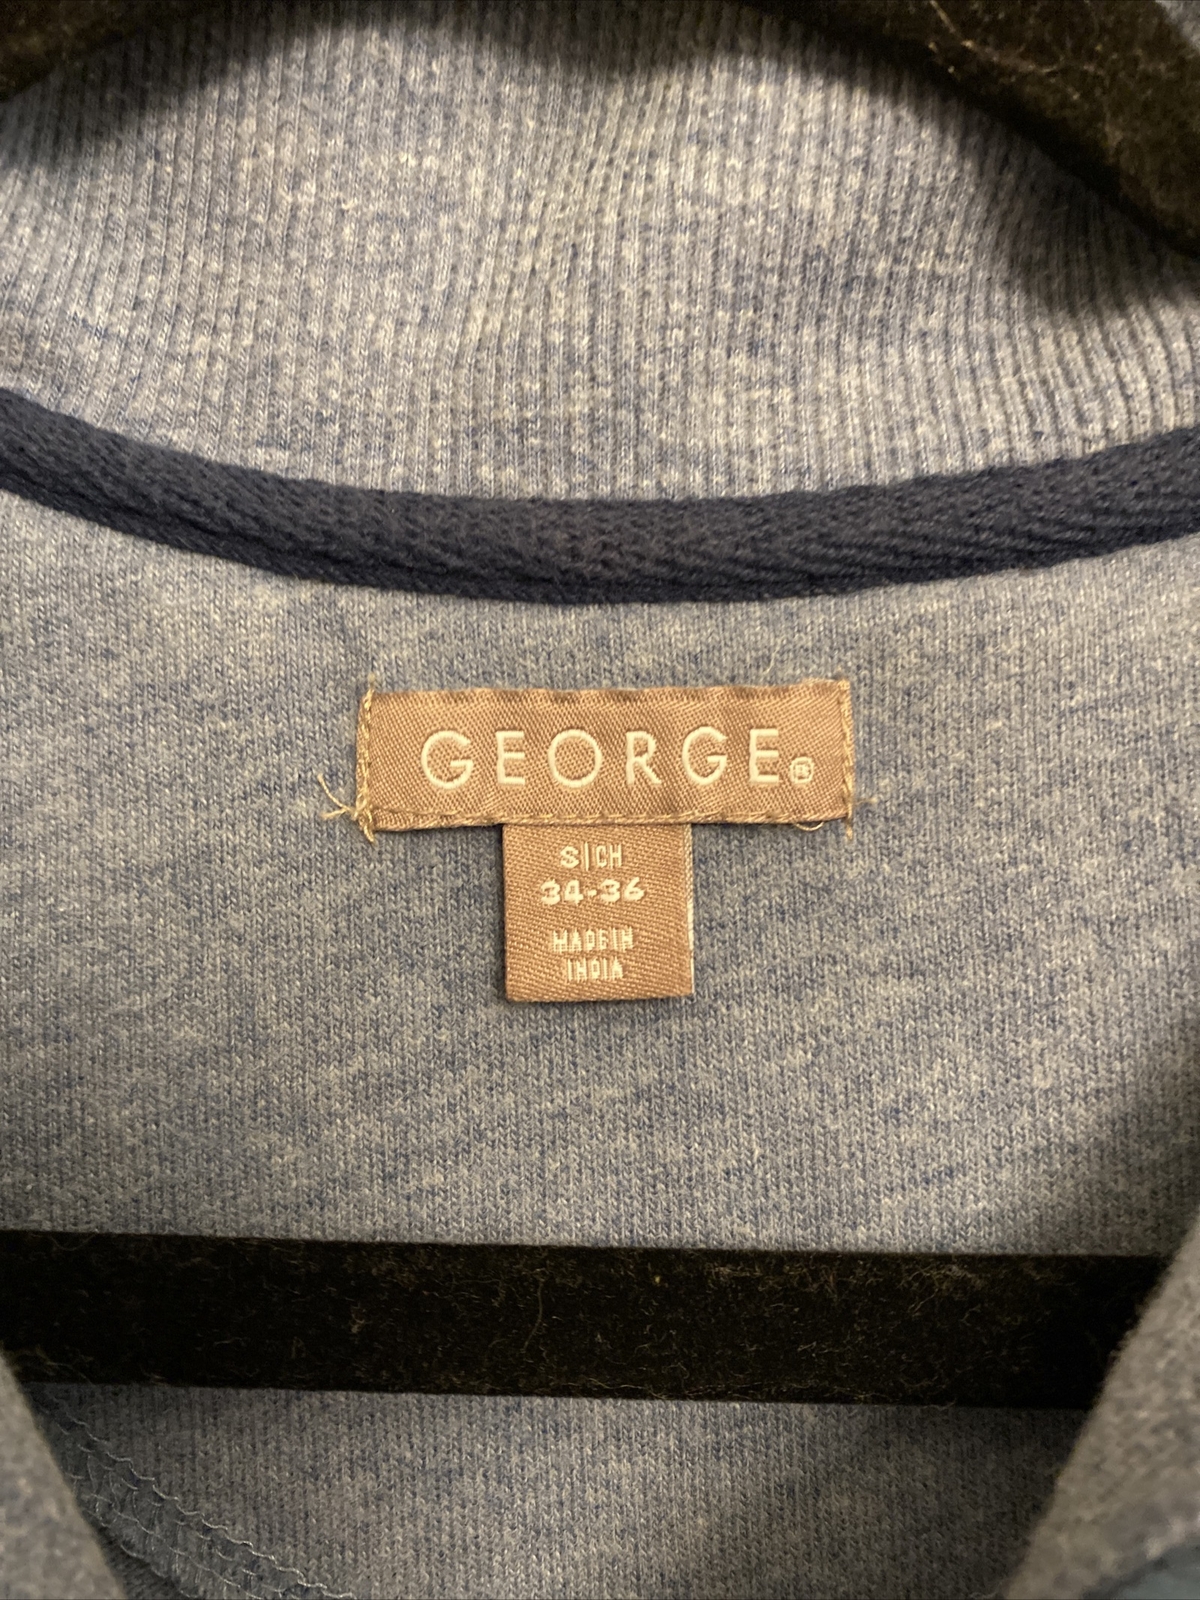 GEORGE®
S|CH
34-36
MADE IN
INDIA